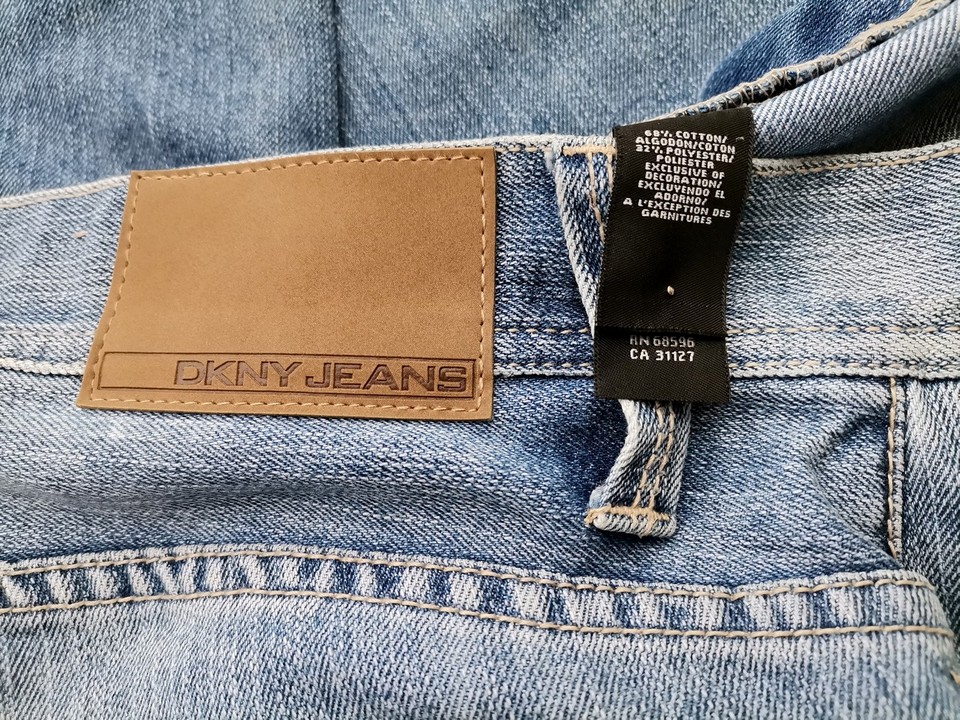 DKNY JEANS
68% COTTON/
ALGODON/COTON
32% POLYESTER/
POLIESTER
EXCLUSIVE OF
DECORATION/
EXCLUYENDO EL
ADORNO/
A L'EXCEPTION DES
GARNITURES
RN 68596
CA 31127